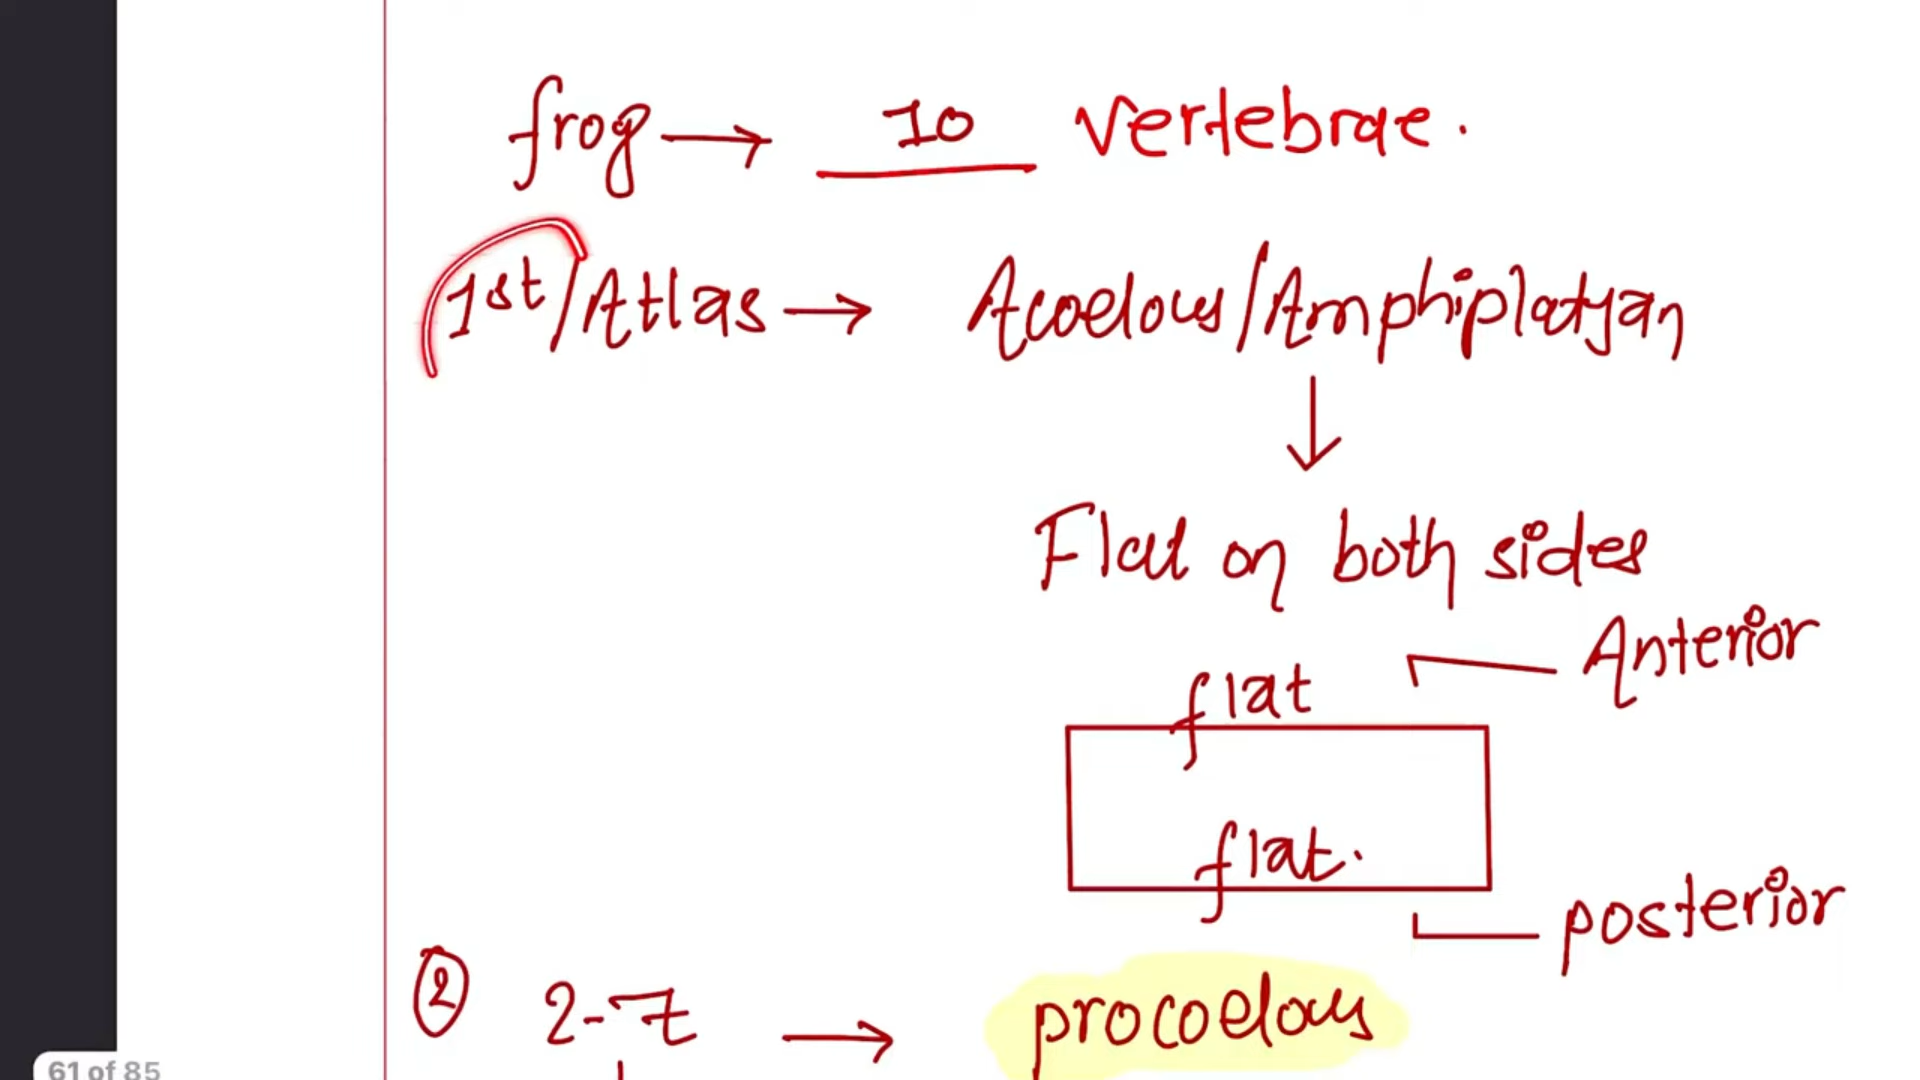 frog → 10 vertebrae.
1st/Atlas → Acoelous/Amphiplatyan
↓
Flat on both sides
Anterior
flat
flat.
posterior
② 2-7 → procoelous
61 of 85